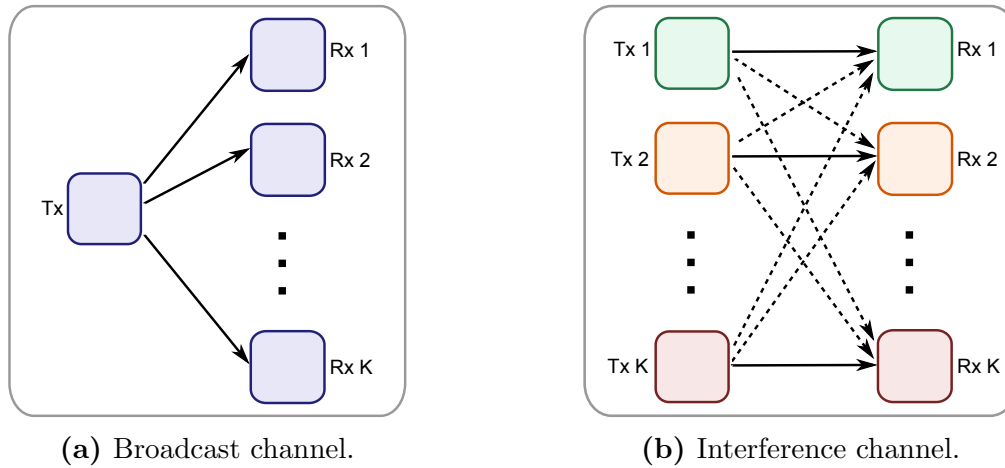 Tx
Rx 1
Rx 2
Rx K
(a) Broadcast channel.
Tx 1
Rx 1
Tx 2
Rx 2
Tx K
Rx K
(b) Interference channel.